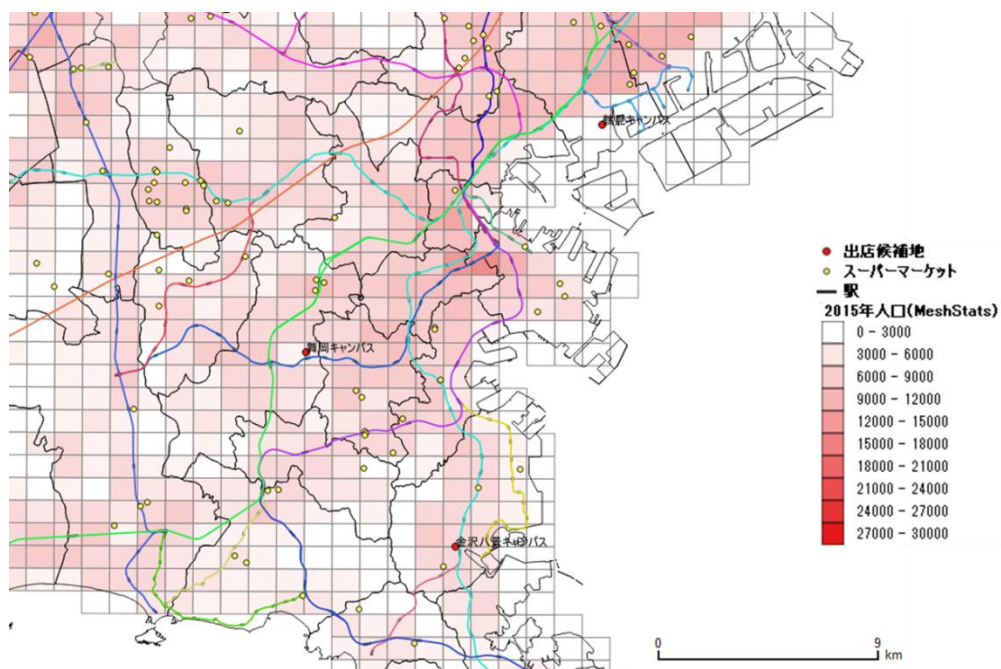 鶴見キャンパス
舞岡キャンパス
金沢八景キャンパス
出店候補地
スーパーマーケット
駅
2015年人口(MeshStats)
0 - 3000
3000 - 6000
6000 - 9000
9000 - 12000
12000 - 15000
15000 - 18000
18000 - 21000
21000 - 24000
24000 - 27000
27000 - 30000
0 9
km